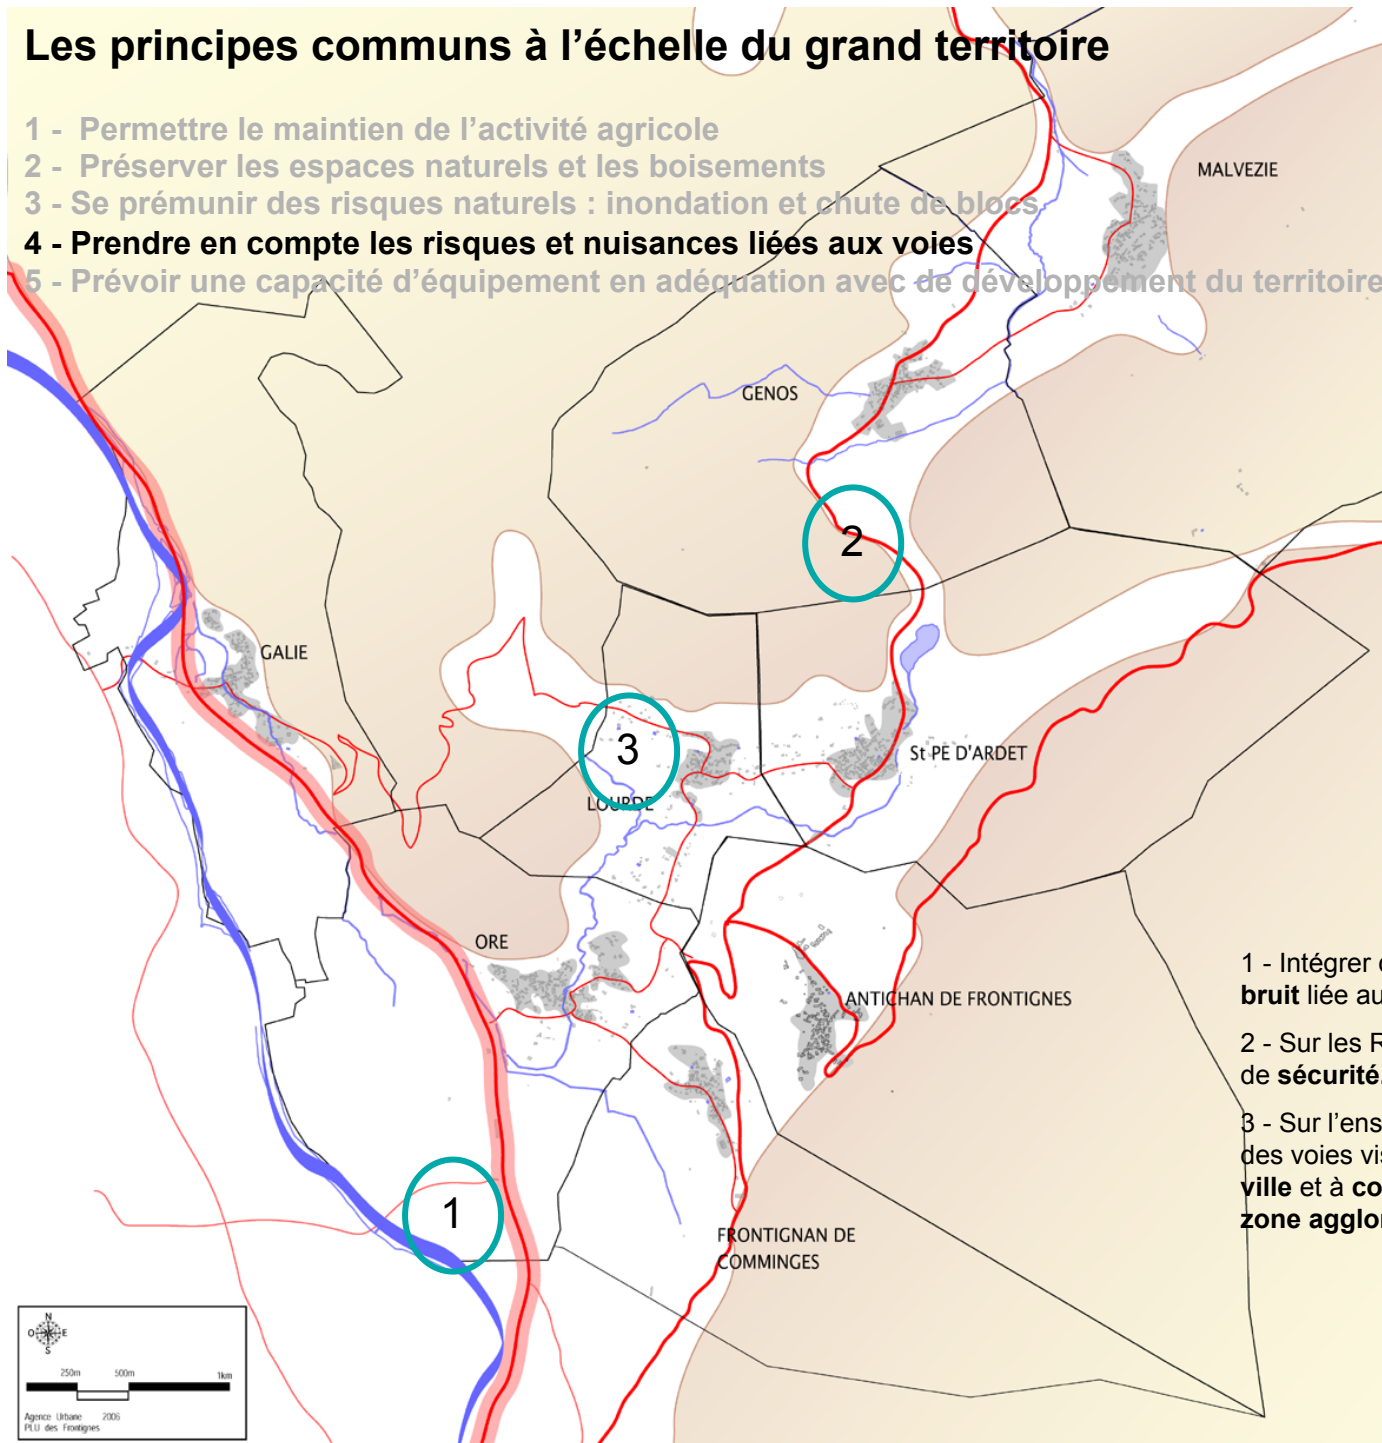 Les principes communs à l’échelle du grand territoire
1 - Permettre le maintien de l’activité agricole
2 - Préserver les espaces naturels et les boisements
3 - Se prémunir des risques naturels : inondation et chute de blocs
4 - Prendre en compte les risques et nuisances liées aux voies
5 - Prévoir une capacité d’équipement en adéquation avec de développement du territoire
MALVEZIE
GENOS
2
GALIE
3
St PE D'ARDET
LOURDE
ORE
ANTICHAN DE FRONTIGNES
1 - Intégrer
bruit liée au
2 - Sur les
de sécurité.
3 - Sur l’ens
des voies vis
ville et à co
zone agglo
1
FRONTIGNAN DE
COMMINGES
N
O E
S
250m 500m 1km
Agence Urbane 2006
PLU des Frontignes